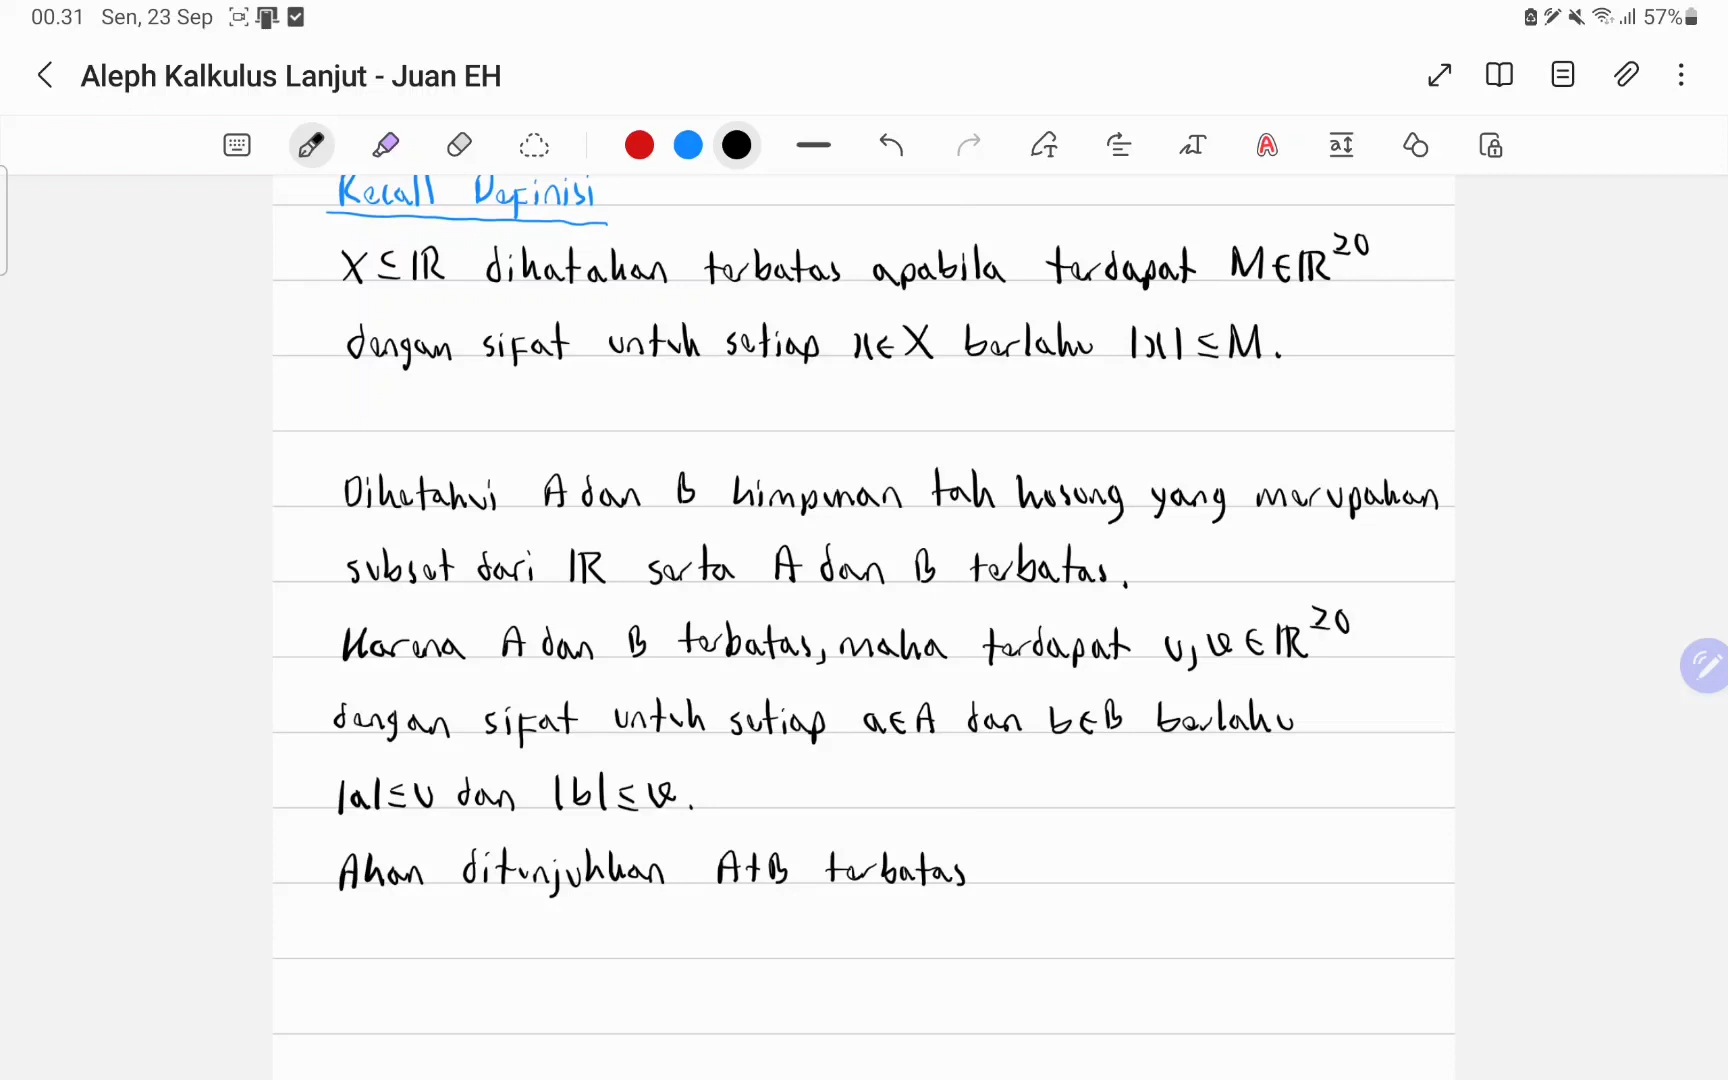 00.31 Sen, 23 Sep 57%
Aleph Kalkulus Lanjut - Juan EH
Recall Definisi
X ⊆ ℝ dikatakan terbatas apabila terdapat M ∈ ℝ^≥0
dengan sifat untuk setiap x ∈ X berlaku |x| ≤ M.
Diketahui A dan B himpunan tak kosong yang merupakan
subset dari ℝ serta A dan B terbatas.
Karena A dan B terbatas, maka terdapat u, v ∈ ℝ^≥0
dengan sifat untuk setiap a ∈ A dan b ∈ B berlaku
|a| ≤ u dan |b| ≤ v.
Akan ditunjukkan A+B terbatas